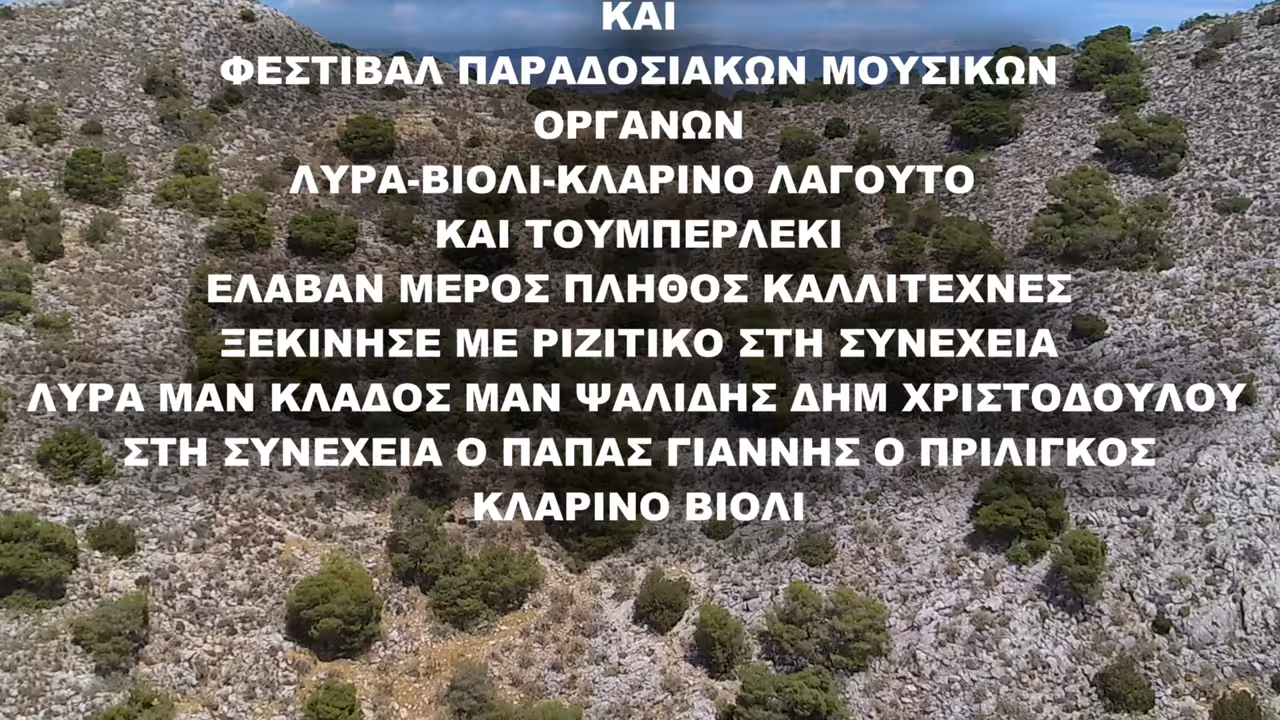 ΚΑΙ
ΦΕΣΤΙΒΑΛ ΠΑΡΑΔΟΣΙΑΚΩΝ ΜΟΥΣΙΚΩΝ
ΟΡΓΑΝΩΝ
ΛΥΡΑ-ΒΙΟΛΙ-ΚΛΑΡΙΝΟ ΛΑΓΟΥΤΟ
ΚΑΙ ΤΟΥΜΠΕΡΛΕΚΙ
ΕΛΑΒΑΝ ΜΕΡΟΣ ΠΛΗΘΟΣ ΚΑΛΛΙΤΕΧΝΕΣ
ΞΕΚΙΝΗΣΕ ΜΕ ΡΙΖΙΤΙΚΟ ΣΤΗ ΣΥΝΕΧΕΙΑ
ΛΥΡΑ ΜΑΝ ΚΛΑΔΟΣ ΜΑΝ ΨΑΛΙΔΗΣ ΔΗΜ ΧΡΙΣΤΟΔΟΥΛΟΥ
ΣΤΗ ΣΥΝΕΧΕΙΑ Ο ΠΑΠΑΣ ΓΙΑΝΝΗΣ Ο ΠΡΙΛΙΓΚΟΣ
ΚΛΑΡΙΝΟ ΒΙΟΛΙ